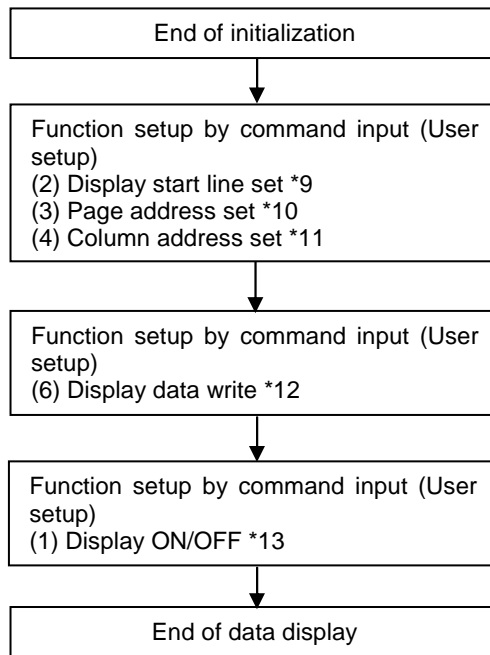 End of initialization
Function setup by command input (User
setup)
(2) Display start line set *9
(3) Page address set *10
(4) Column address set *11
Function setup by command input (User
setup)
(6) Display data write *12
Function setup by command input (User
setup)
(1) Display ON/OFF *13
End of data display